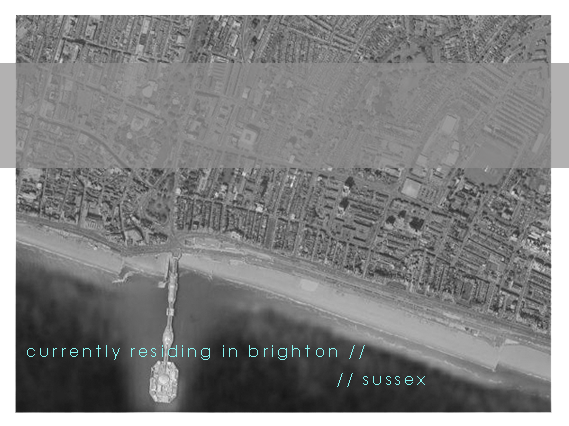 currently residing in brighton //
// sussex